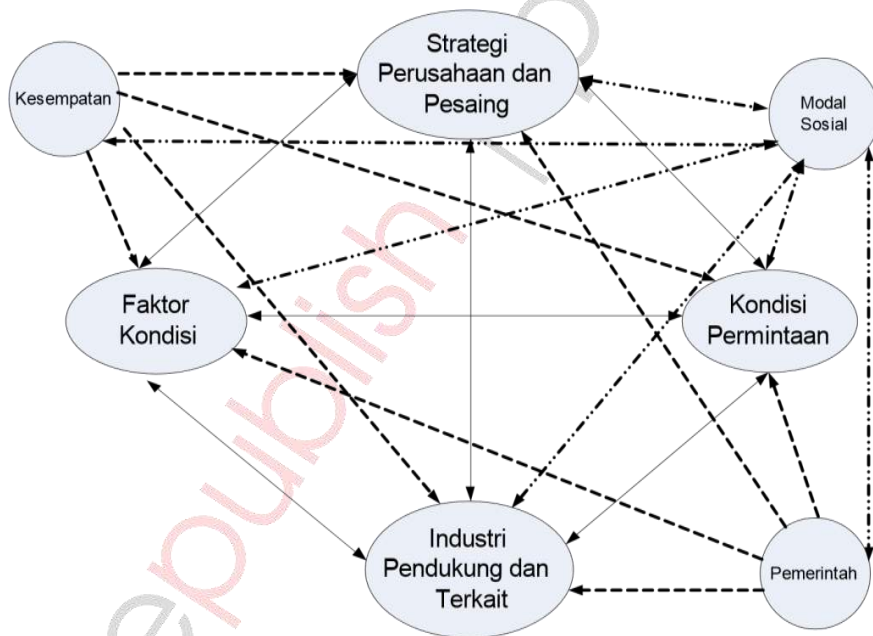 Strategi
Perusahaan dan
Pesaing
Kesempatan
Modal
Sosial
Faktor
Kondisi
Kondisi
Permintaan
Industri
Pendukung dan
Terkait
Pemerintah
epublish